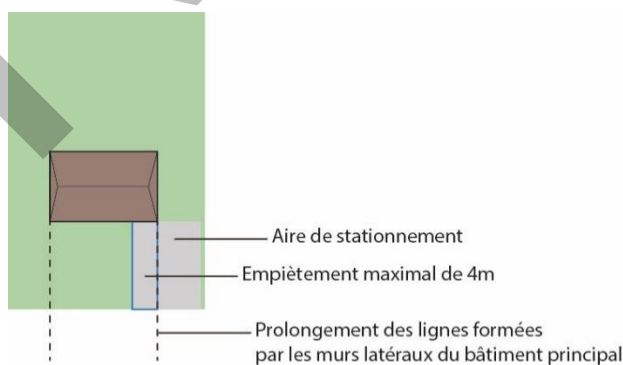 Aire de stationnement
Empiètement maximal de 4m
Prolongement des lignes formées
par les murs latéraux du bâtiment principal